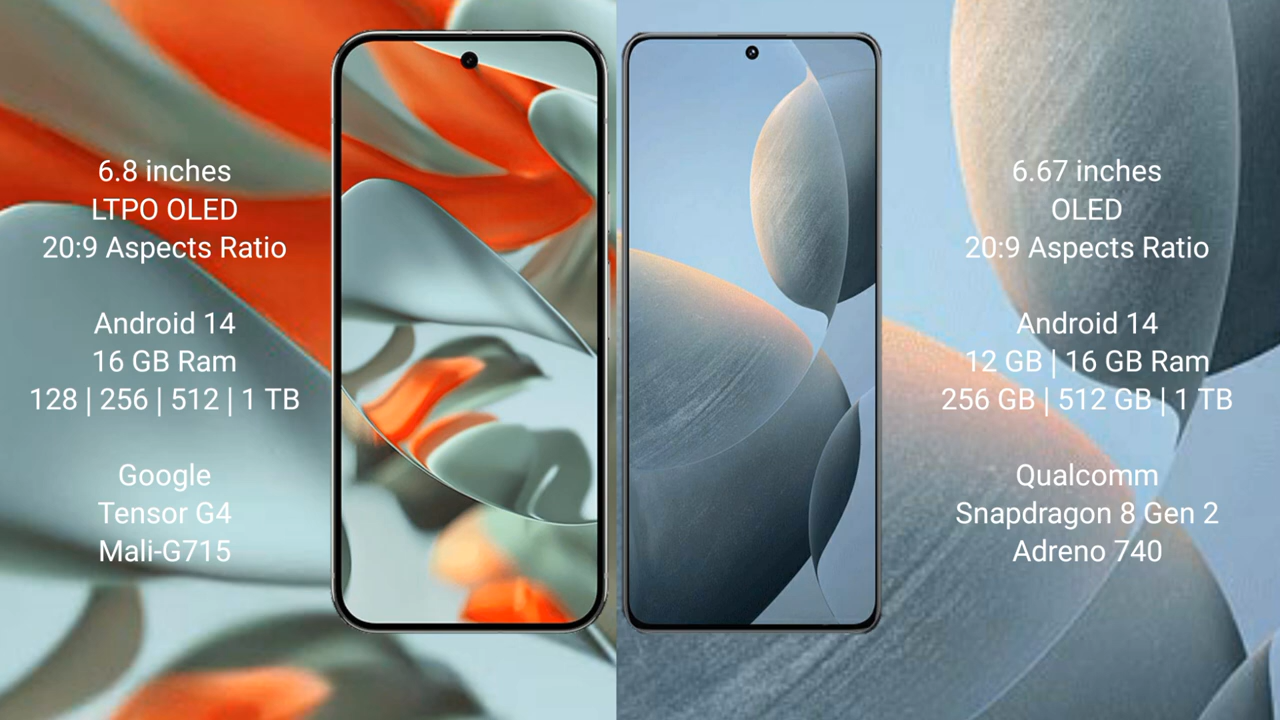 6.8 inches
LTPO OLED
20:9 Aspects Ratio
Android 14
16 GB Ram
128 | 256 | 512 | 1 TB
Google
Tensor G4
Mali-G715
6.67 inches
OLED
20:9 Aspects Ratio
Android 14
12 GB | 16 GB Ram
256 GB | 512 GB | 1 TB
Qualcomm
Snapdragon 8 Gen 2
Adreno 740